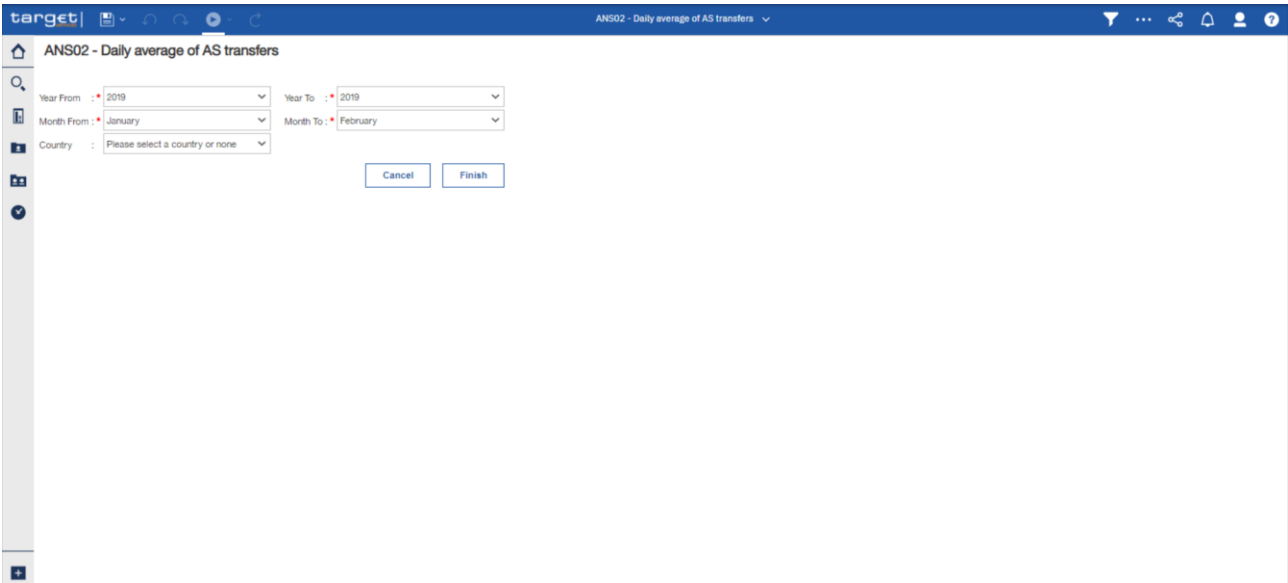 target| ANS02 - Daily average of AS transfers
ANS02 - Daily average of AS transfers
Year From : * 2019 Year To : * 2019
Month From : * January Month To : * February
Country : Please select a country or none
Cancel Finish